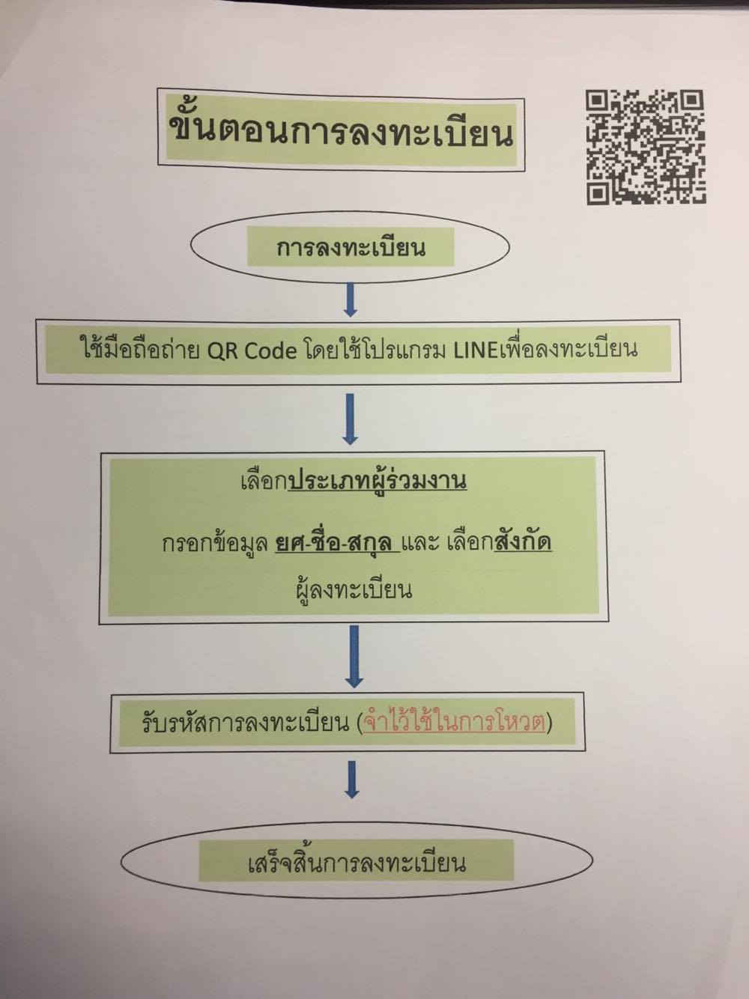 ขั้นตอนการลงทะเบียน
การลงทะเบียน
ใช้มือถือถ่าย QR Code โดยใช้โปรแกรม LINEเพื่อลงทะเบียน
เลือกประเภทผู้ร่วมงาน
กรอกข้อมูล ยศ-ชื่อ-สกุล และ เลือกสังกัด
ผู้ลงทะเบียน
รับรหัสการลงทะเบียน (จำไว้ใช้ในการโหวต)
เสร็จสิ้นการลงทะเบียน